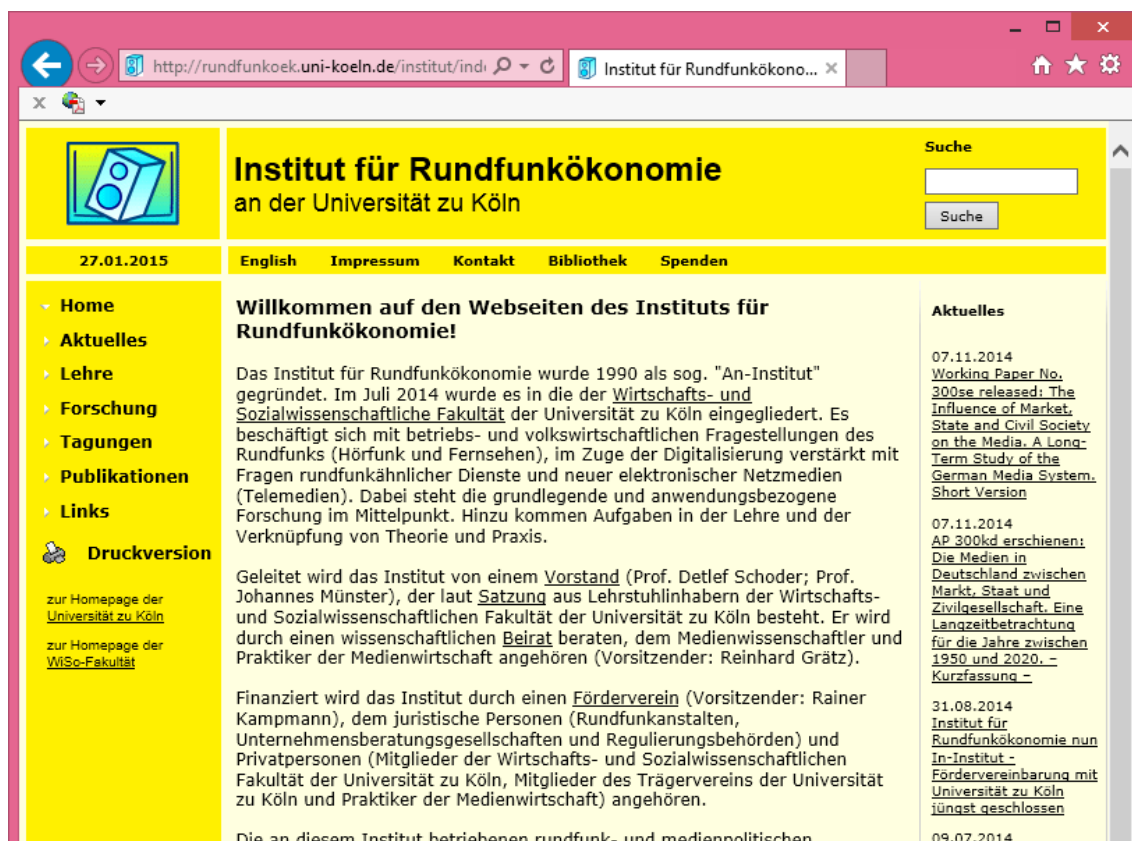 http://rundfunkoek.uni-koeln.de/institut/ind
Institut für Rundfunkökono...
Institut für Rundfunkökonomie
an der Universität zu Köln
Suche
Suche
27.01.2015
English Impressum Kontakt Bibliothek Spenden
Home
Aktuelles
Lehre
Forschung
Tagungen
Publikationen
Links
Druckversion
zur Homepage der
Universität zu Köln
zur Homepage der
WiSo-Fakultät
Willkommen auf den Webseiten des Instituts für
Rundfunkökonomie!
Das Institut für Rundfunkökonomie wurde 1990 als sog. "An-Institut"
gegründet. Im Juli 2014 wurde es in die der Wirtschafts- und
Sozialwissenschaftliche Fakultät der Universität zu Köln eingegliedert. Es
beschäftigt sich mit betriebs- und volkswirtschaftlichen Fragestellungen des
Rundfunks (Hörfunk und Fernsehen), im Zuge der Digitalisierung verstärkt mit
Fragen rundfunkähnlicher Dienste und neuer elektronischer Netzmedien
(Telemedien). Dabei steht die grundlegende und anwendungsbezogene
Forschung im Mittelpunkt. Hinzu kommen Aufgaben in der Lehre und der
Verknüpfung von Theorie und Praxis.
Geleitet wird das Institut von einem Vorstand (Prof. Detlef Schoder; Prof.
Johannes Münster), der laut Satzung aus Lehrstuhlinhabern der Wirtschafts-
und Sozialwissenschaftlichen Fakultät der Universität zu Köln besteht. Er wird
durch einen wissenschaftlichen Beirat beraten, dem Medienwissenschaftler und
Praktiker der Medienwirtschaft angehören (Vorsitzender: Reinhard Grätz).
Finanziert wird das Institut durch einen Förderverein (Vorsitzender: Rainer
Kampmann), dem juristische Personen (Rundfunkanstalten,
Unternehmensberatungsgesellschaften und Regulierungsbehörden) und
Privatpersonen (Mitglieder der Wirtschafts- und Sozialwissenschaftlichen
Fakultät der Universität zu Köln, Mitglieder des Trägervereins der Universität
zu Köln und Praktiker der Medienwirtschaft) angehören.
Die an diesem Institut betriebenen rundfunk- und medienpolitischen
Aktuelles
07.11.2014
Working Paper No.
300se released: The
Influence of Market,
State and Civil Society
on the Media. A Long-
Term Study of the
German Media System.
Short Version
07.11.2014
AP 300kd erschienen:
Die Medien in
Deutschland zwischen
Markt, Staat und
Zivilgesellschaft. Eine
Langzeitbetrachtung
für die Jahre zwischen
1950 und 2020. –
Kurzfassung –
31.08.2014
Institut für
Rundfunkökonomie nun
In-Institut -
Fördervereinbarung mit
Universität zu Köln
jüngst geschlossen
09.07.2014